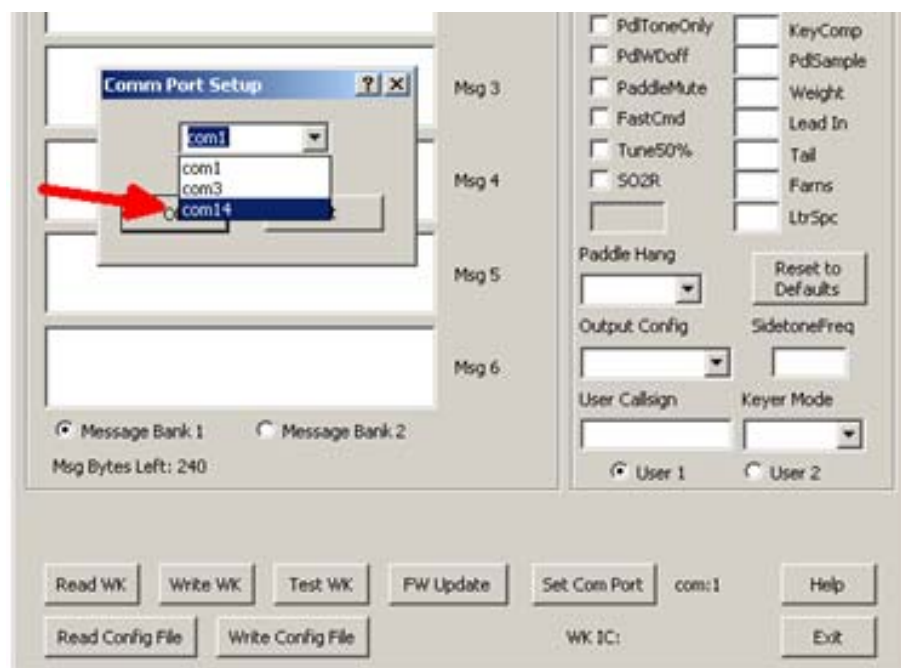 PdlToneOnly
KeyComp
PdlWDoff
PdlSample
Comm Port Setup
Msg 3
PaddleMute
Weight
com1
FastCmd
Lead In
com1
Tune50%
Tail
com3
Msg 4
SO2R
Farns
com14
LtrSpc
Paddle Hang
Msg 5
Reset to
Defaults
Output Config
SidetoneFreq
Msg 6
User Callsign
Keyer Mode
Message Bank 1
Message Bank 2
Msg Bytes Left: 240
User 1
User 2
Read WK
Write WK
Test WK
FW Update
Set Com Port
com:1
Help
Read Config File
Write Config File
WK IC:
Exit